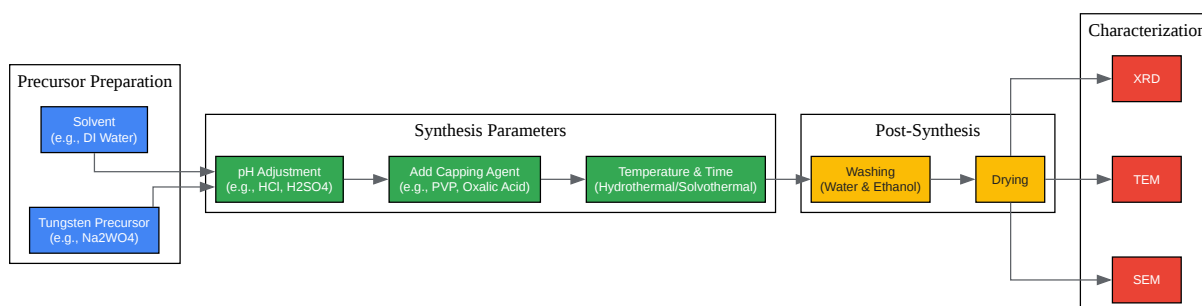 Precursor Preparation
Solvent
(e.g., DI Water)
Tungsten Precursor
(e.g., Na2WO4)
Synthesis Parameters
pH Adjustment
(e.g., HCl, H2SO4)
Add Capping Agent
(e.g., PVP, Oxalic Acid)
Temperature & Time
(Hydrothermal/Solvothermal)
Post-Synthesis
Washing
(Water & Ethanol)
Drying
Characterization
XRD
TEM
SEM